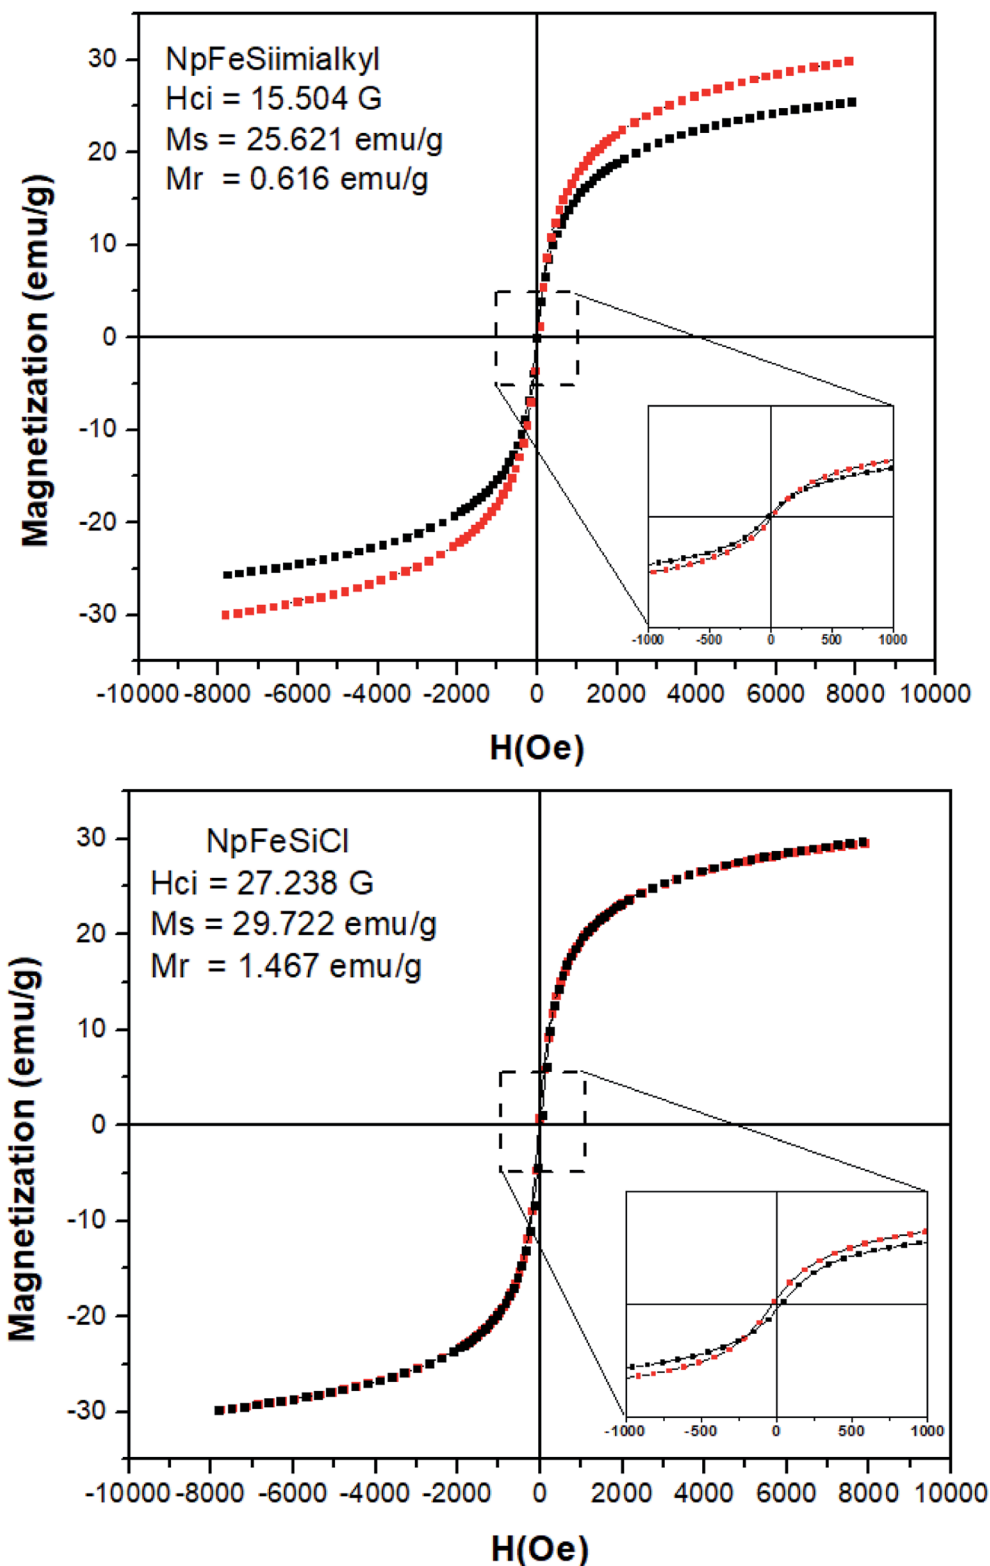 NpFeSiimialkyl
Hci = 15.504 G
Ms = 25.621 emu/g
Mr = 0.616 emu/g
Magnetization (emu/g)
30
20
10
0
-10
-20
-30
-1000 -500 0 500 1000
-10000 -8000 -6000 -4000 -2000 0 2000 4000 6000 8000 10000
H(Oe)
NpFeSiCl
Hci = 27.238 G
Ms = 29.722 emu/g
Mr = 1.467 emu/g
Magnetization (emu/g)
30
20
10
0
-10
-20
-30
-1000 -500 0 500 1000
-10000 -8000 -6000 -4000 -2000 0 2000 4000 6000 8000 10000
H(Oe)